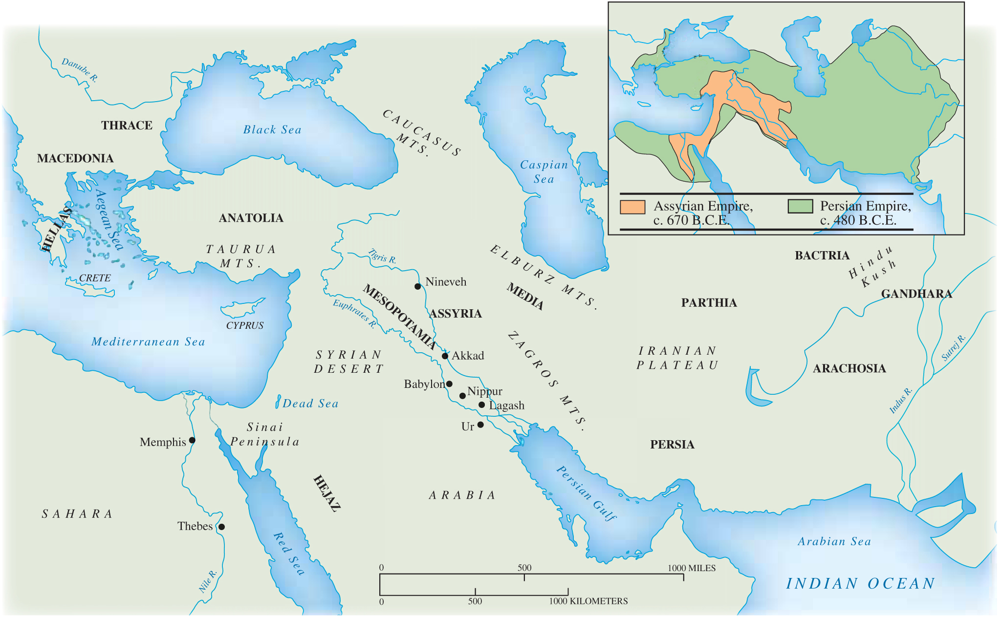 Danube R.
THRACE
Black Sea
CAUCASUS
MTS.
MACEDONIA
Caspian
Sea
Assyrian Empire,
c. 670 B.C.E.
Persian Empire,
c. 480 B.C.E.
Aegean Sea
HELLAS
ANATOLIA
TAURUA
MTS.
Tigris R.
ELBURZ MTS.
BACTRIA
Hindu
Kush
CRETE
Nineveh
MESOPOTAMIA
MEDIA
GANDHARA
PARTHIA
Euphrates R.
ASSYRIA
CYPRUS
Mediterranean Sea
SYRIAN
DESERT
Akkad
ZAGROS MTS.
IRANIAN
PLATEAU
Sutrej R.
ARACHOSIA
Babylon
Nippur
Lagash
Indus R.
Dead Sea
Ur
Sinai
Peninsula
Memphis
PERSIA
HEJAZ
ARABIA
Persian Gulf
SAHARA
Thebes
Red Sea
Arabian Sea
Nile R.
INDIAN OCEAN
0 500 1000 MILES
0 500 1000 KILOMETERS